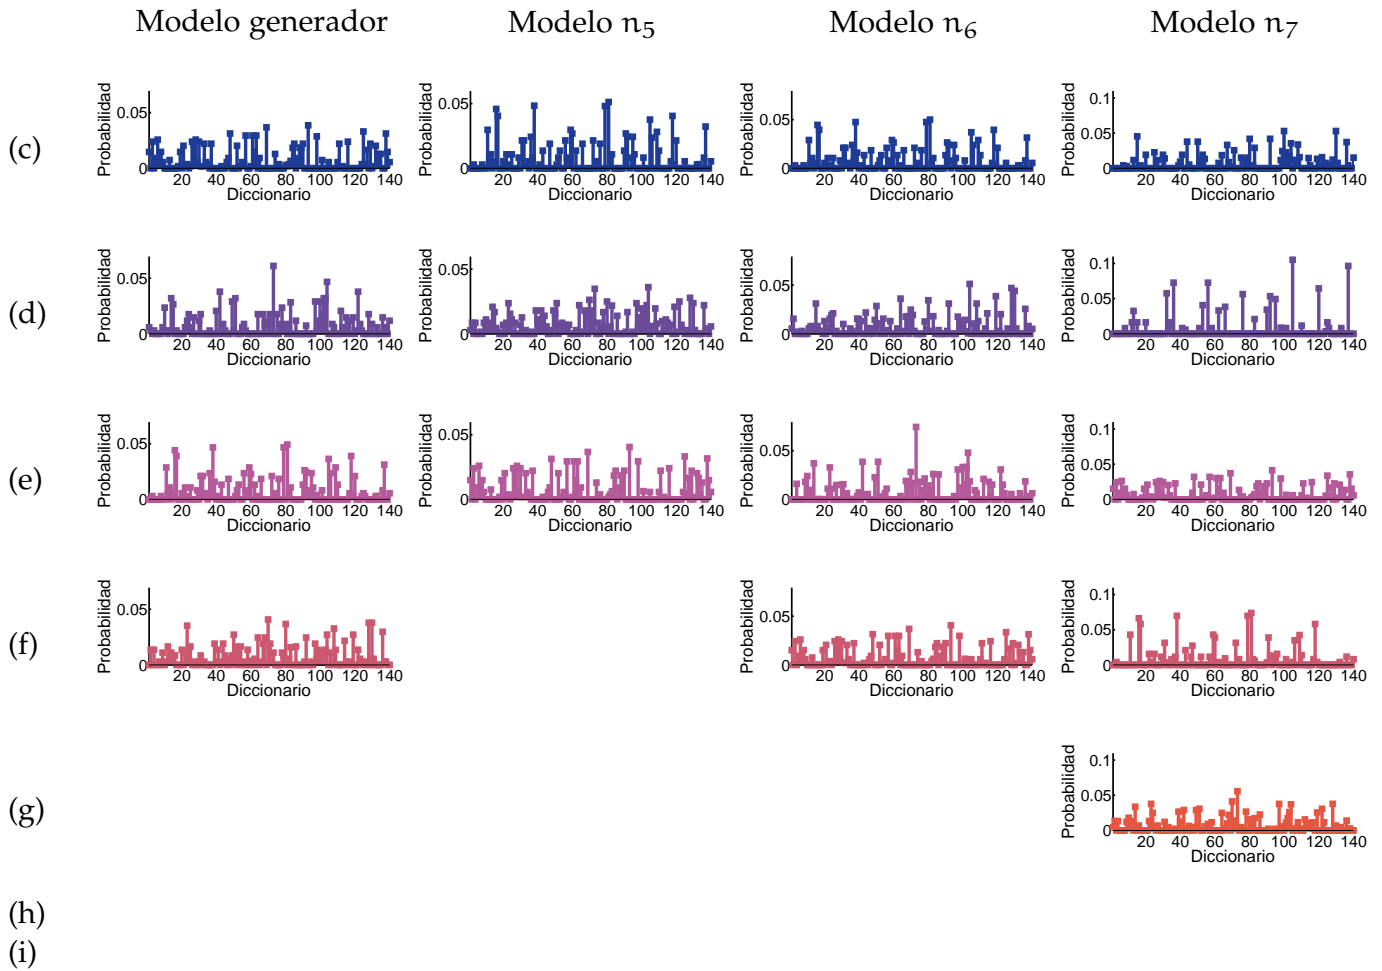 Modelo generador Modelo n5 Modelo n6 Modelo n7
(c)
Probabilidad 0.05 0 20 40 60 80 100 120 140 Diccionario
Probabilidad 0.05 0 20 40 60 80 100 120 140 Diccionario
Probabilidad 0.05 0 20 40 60 80 100 120 140 Diccionario
Probabilidad 0.1 0.05 0 20 40 60 80 100 120 140 Diccionario
(d)
Probabilidad 0.05 0 20 40 60 80 100 120 140 Diccionario
Probabilidad 0.05 0 20 40 60 80 100 120 140 Diccionario
Probabilidad 0.05 0 20 40 60 80 100 120 140 Diccionario
Probabilidad 0.1 0.05 0 20 40 60 80 100 120 140 Diccionario
(e)
Probabilidad 0.05 0 20 40 60 80 100 120 140 Diccionario
Probabilidad 0.05 0 20 40 60 80 100 120 140 Diccionario
Probabilidad 0.05 0 20 40 60 80 100 120 140 Diccionario
Probabilidad 0.1 0.05 0 20 40 60 80 100 120 140 Diccionario
(f)
Probabilidad 0.05 0 20 40 60 80 100 120 140 Diccionario
Probabilidad 0.05 0 20 40 60 80 100 120 140 Diccionario
Probabilidad 0.1 0.05 0 20 40 60 80 100 120 140 Diccionario
(g)
Probabilidad 0.1 0.05 0 20 40 60 80 100 120 140 Diccionario
(h)
(i)